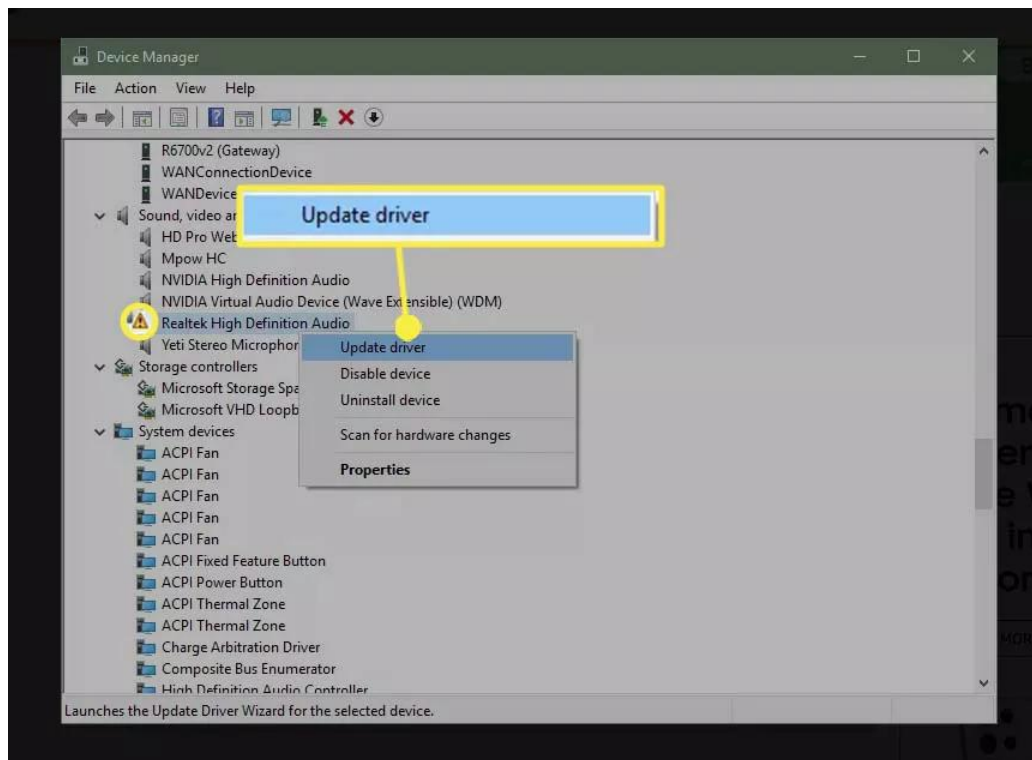 Device Manager
File Action View Help
R6700v2 (Gateway)
WANConnectionDevice
WANDevice
Sound, video ar
Update driver
HD Pro Web
Mpow HC
NVIDIA High Definition Audio
NVIDIA Virtual Audio Device (Wave Extensible) (WDM)
Realtek High Definition Audio
Yeti Stereo Microphor
Update driver
Disable device
Uninstall device
Scan for hardware changes
Properties
Storage controllers
Microsoft Storage Spa
Microsoft VHD Loopb
System devices
ACPI Fan
ACPI Fan
ACPI Fan
ACPI Fan
ACPI Fan
ACPI Fixed Feature Button
ACPI Power Button
ACPI Thermal Zone
ACPI Thermal Zone
Charge Arbitration Driver
Composite Bus Enumerator
High Definition Audio Controller
Launches the Update Driver Wizard for the selected device.